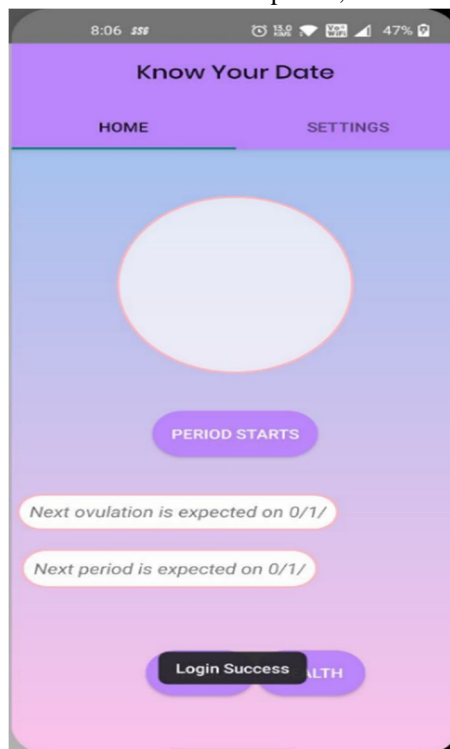 8:06 47%
Know Your Date
HOME SETTINGS
PERIOD STARTS
Next ovulation is expected on 0/1/
Next period is expected on 0/1/
Login Success